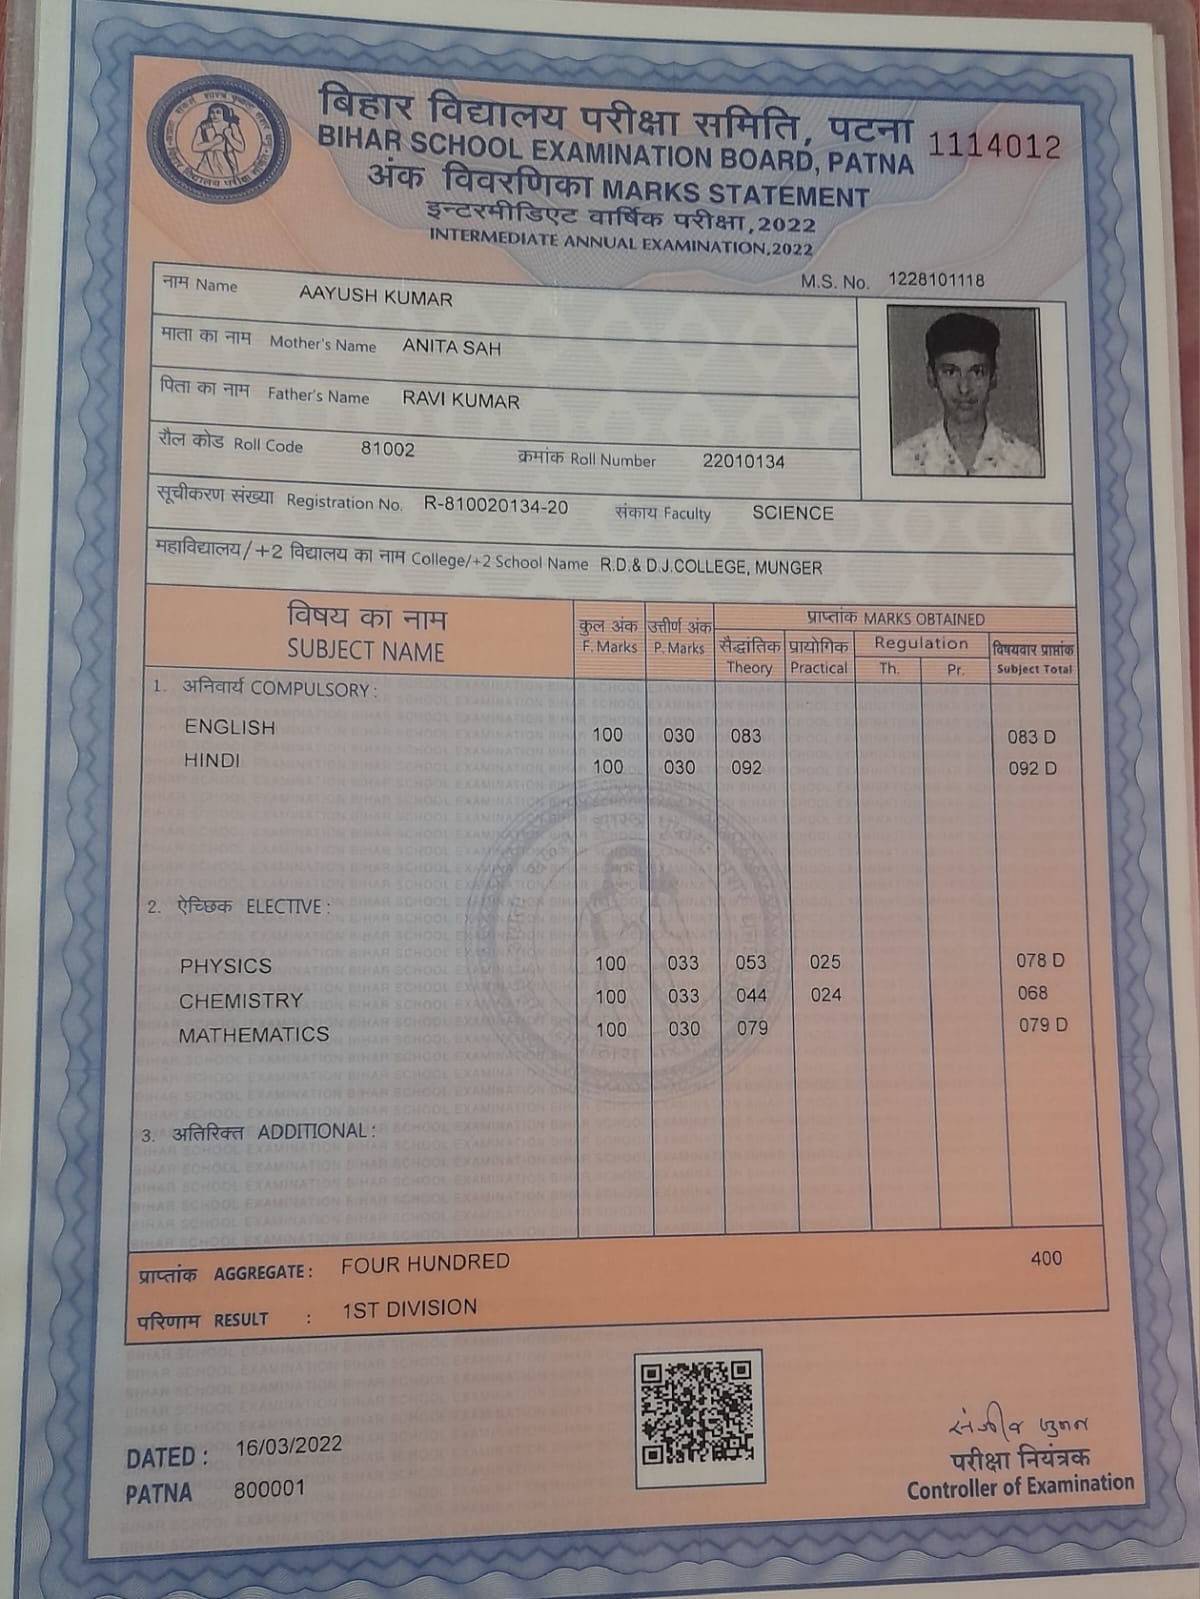 बिहार विद्यालय परीक्षा समिति, पटना
BIHAR SCHOOL EXAMINATION BOARD, PATNA
1114012
अंक विवरणिका MARKS STATEMENT
इन्टरमीडिएट वार्षिक परीक्षा,2022
INTERMEDIATE ANNUAL EXAMINATION,2022
M.S. No. 1228101118
नाम Name AAYUSH KUMAR
माता का नाम Mother's Name ANITA SAH
पिता का नाम Father's Name RAVI KUMAR
रौल कोड Roll Code 81002 क्रमांक Roll Number 22010134
सूचीकरण संख्या Registration No. R-810020134-20 संकाय Faculty SCIENCE
महाविद्यालय/+2 विद्यालय का नाम College/+2 School Name R.D.& D.J.COLLEGE, MUNGER
विषय का नाम कुल अंक उत्तीर्ण अंक प्राप्तांक MARKS OBTAINED
SUBJECT NAME F. Marks P. Marks सैद्धांतिक प्रायोगिक Regulation विषयवार प्राप्तांक
Theory Practical Th. Pr. Subject Total
1. अनिवार्य COMPULSORY :
ENGLISH 100 030 083 083 D
HINDI 100 030 092 092 D
2. ऐच्छिक ELECTIVE :
PHYSICS 100 033 053 025 078 D
CHEMISTRY 100 033 044 024 068
MATHEMATICS 100 030 079 079 D
3. अतिरिक्त ADDITIONAL :
प्राप्तांक AGGREGATE : FOUR HUNDRED 400
परिणाम RESULT : 1ST DIVISION
DATED : 16/03/2022
PATNA 800001
परीक्षा नियंत्रक
Controller of Examination